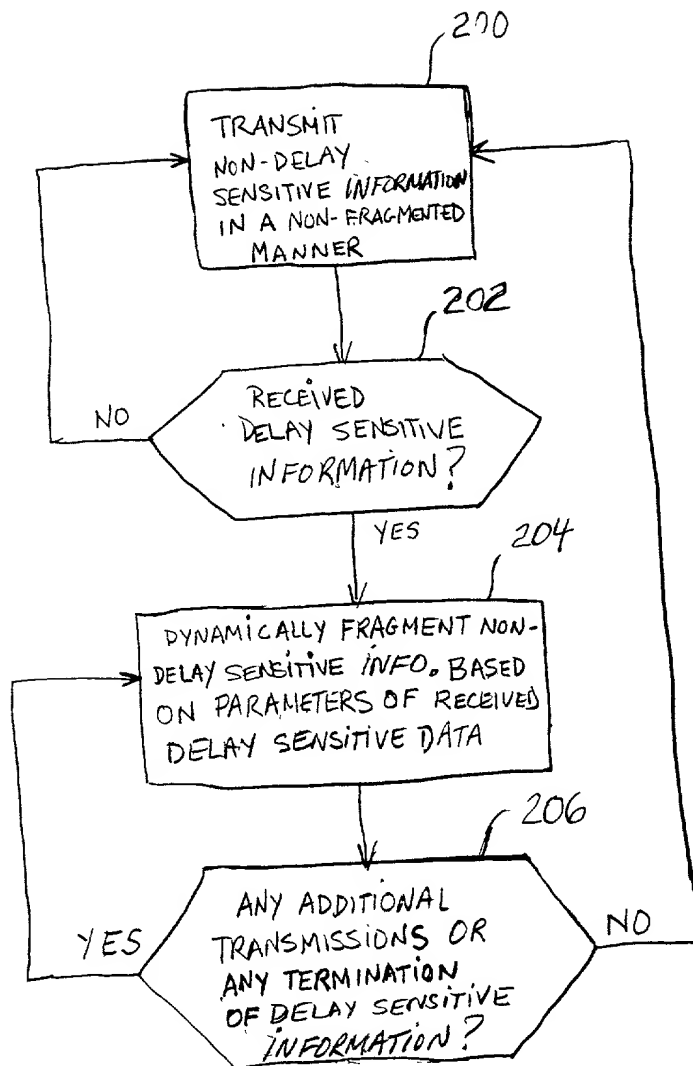 200
TRANSMIT
NON-DELAY
SENSITIVE INFORMATION
IN A NON-FRAGMENTED
MANNER
202
RECEIVED
DELAY SENSITIVE
INFORMATION?
NO
YES
204
DYNAMICALLY FRAGMENT NON-
DELAY SENSITIVE INFO. BASED
ON PARAMETERS OF RECEIVED
DELAY SENSITIVE DATA
206
ANY ADDITIONAL
TRANSMISSIONS OR
ANY TERMINATION
OF DELAY SENSITIVE
INFORMATION?
YES
NO